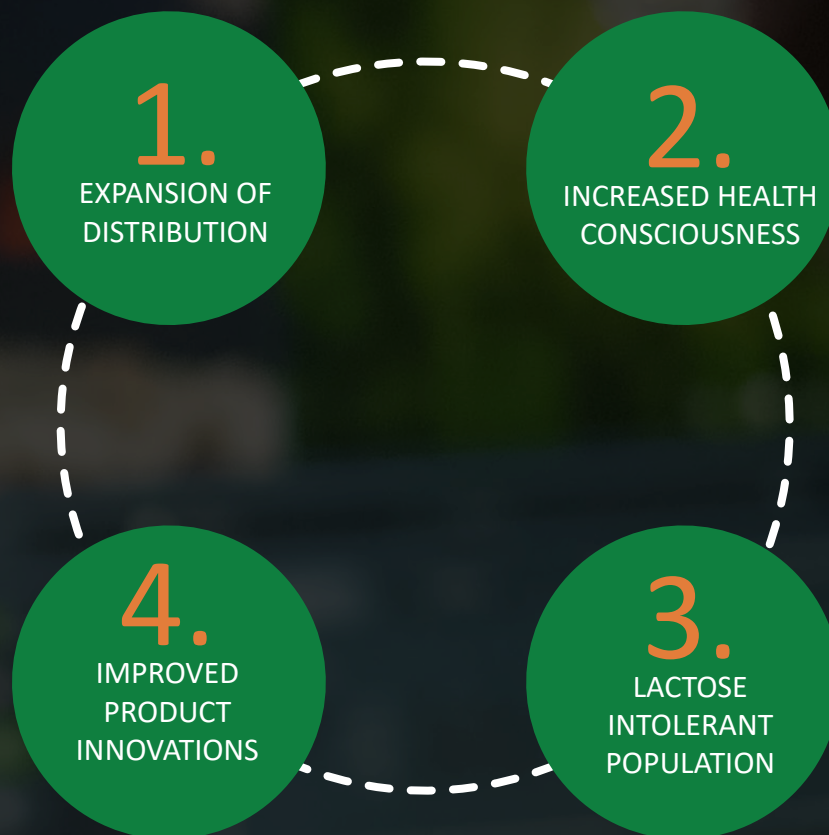 1.
EXPANSION OF
DISTRIBUTION
2.
INCREASED HEALTH
CONSCIOUSNESS
3.
LACTOSE
INTOLERANT
POPULATION
4.
IMPROVED
PRODUCT
INNOVATIONS